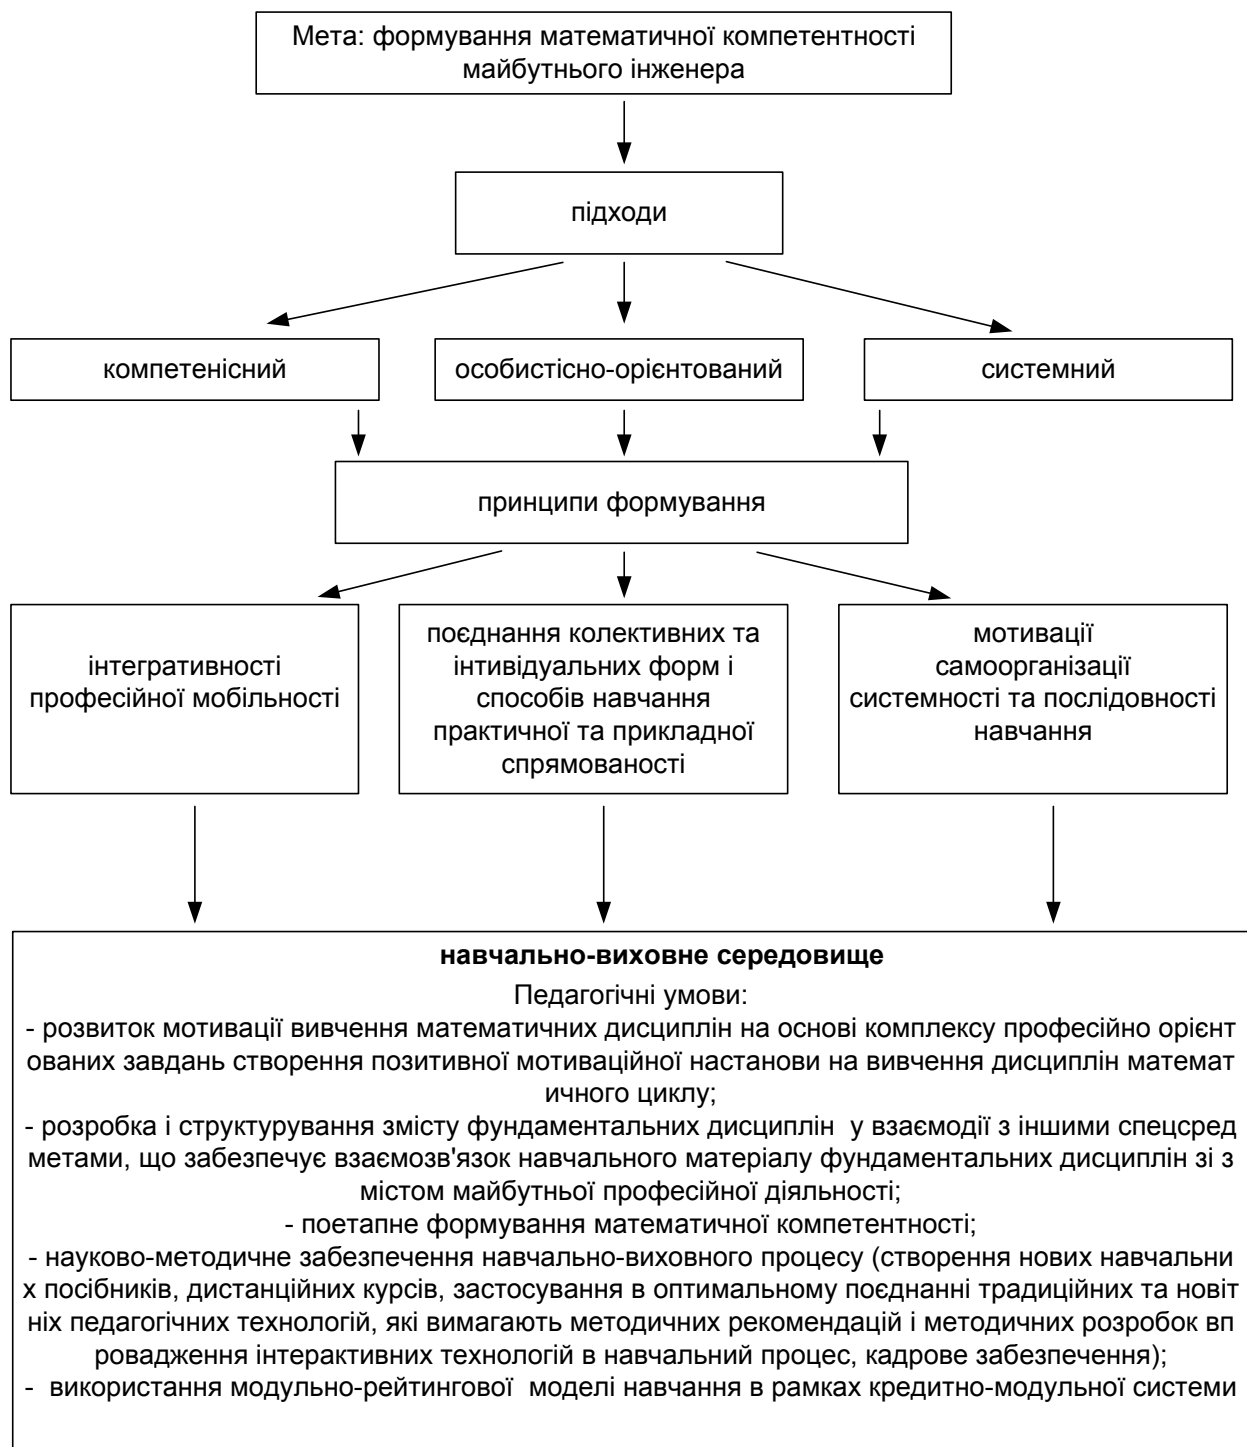 Мета: формування математичної компетентності
майбутнього інженера
підходи
компетенісний
особистісно-орієнтований
системний
принципи формування
інтегративності
професійної мобільності
поєднання колективних та
інтивідуальних форм і
способів навчання
практичної та прикладної
спрямованості
мотивації
самоорганізації
системності та послідовності
навчання
навчально-виховне середовище
Педагогічні умови:
- розвиток мотивації вивчення математичних дисциплін на основі комплексу професійно орієнт
ованих завдань створення позитивної мотиваційної настанови на вивчення дисциплін математ
ичного циклу;
- розробка і структурування змісту фундаментальних дисциплін  у взаємодії з іншими спецсред
метами, що забезпечує взаємозв'язок навчального матеріалу фундаментальних дисциплін зі з
містом майбутньої професійної діяльності;
- поетапне формування математичної компетентності;
- науково-методичне забезпечення навчально-виховного процесу (створення нових навчальни
х посібників, дистанційних курсів, застосування в оптимальному поєднанні традиційних та новіт
ніх педагогічних технологій, які вимагають методичних рекомендацій і методичних розробок вп
ровадження інтерактивних технологій в навчальний процес, кадрове забезпечення);
-  використання модульно-рейтингової  моделі навчання в рамках кредитно-модульної системи